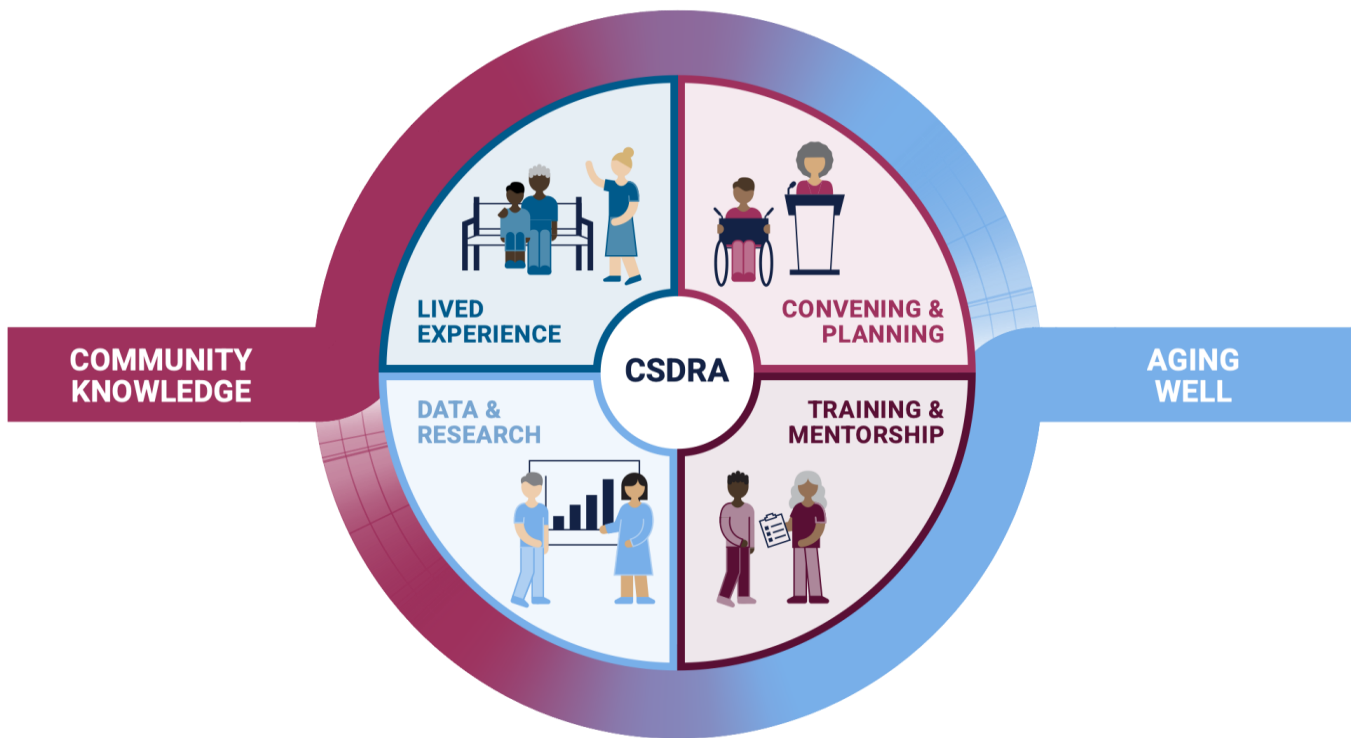 COMMUNITY
KNOWLEDGE
LIVED
EXPERIENCE
CONVENING &
PLANNING
CSDRA
DATA &
RESEARCH
TRAINING &
MENTORSHIP
AGING
WELL